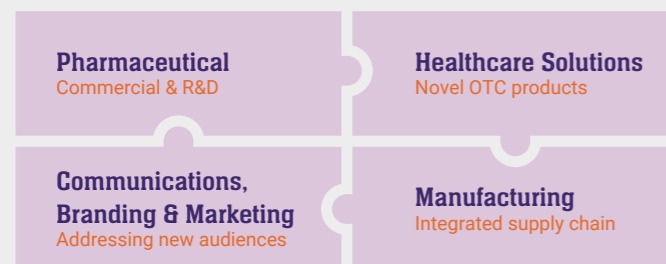 Pharmaceutical
Commercial & R&D
Healthcare Solutions
Novel OTC products
Communications,
Branding & Marketing
Addressing new audiences
Manufacturing
Integrated supply chain